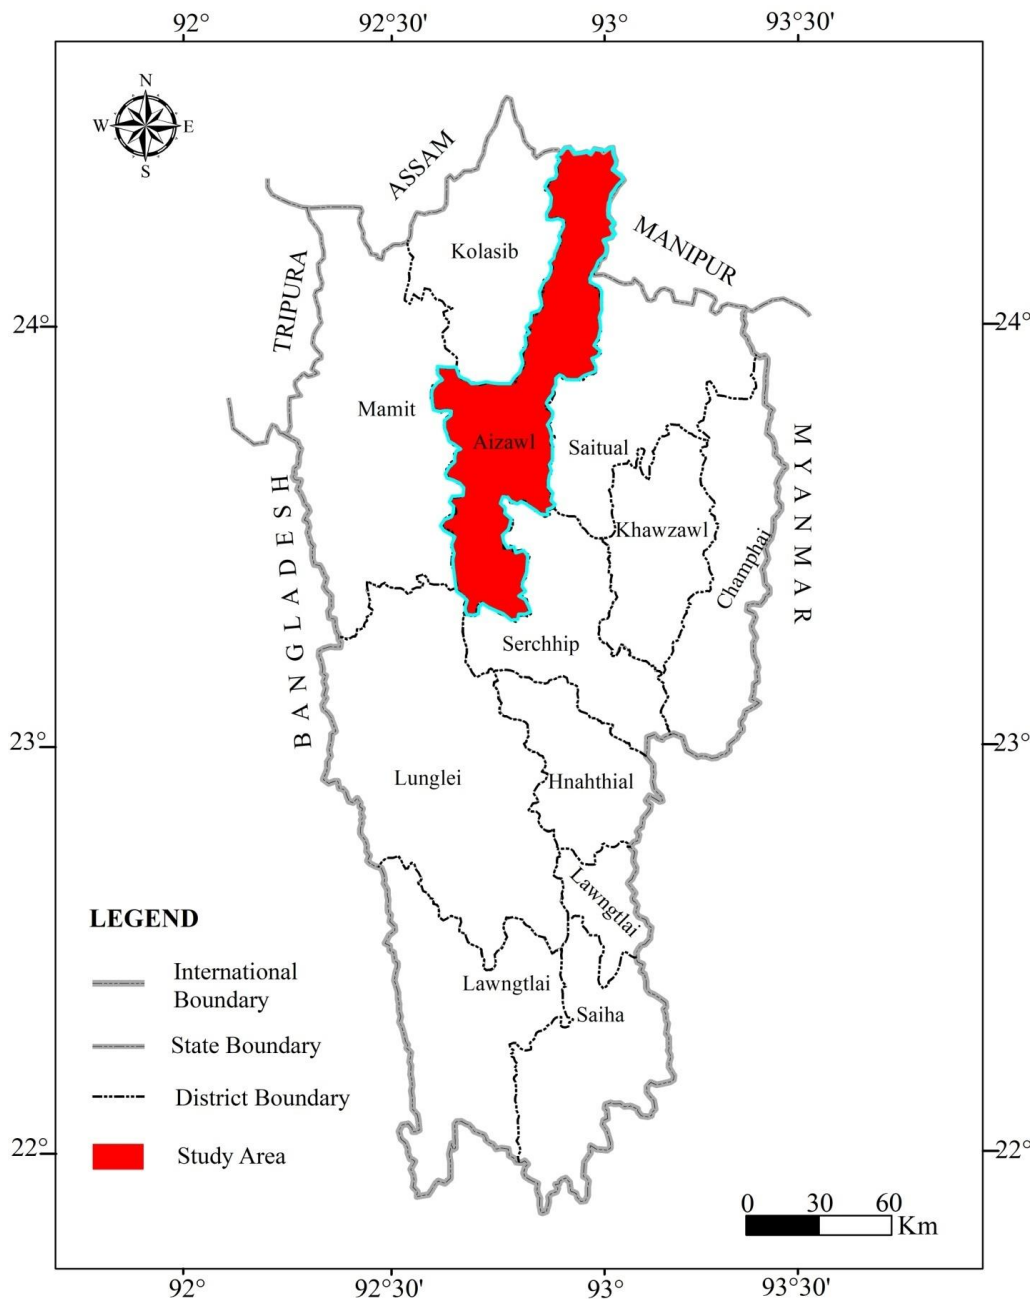 92° 92°30' 93° 93°30'
N
W E
S
ASSAM
MANIPUR
Kolasib
TRIPURA
24° 24°
Mamit
Aizawl
Saitual
MYANMAR
BANGLADESH
Khawzawl
Champhai
Serchhip
23° 23°
Lunglei
Hnahthial
Lawngtlai
LEGEND
International
Boundary
State Boundary
District Boundary
Study Area
Lawngtlai
Saiha
22° 22°
0 30 60
Km
92° 92°30' 93° 93°30'